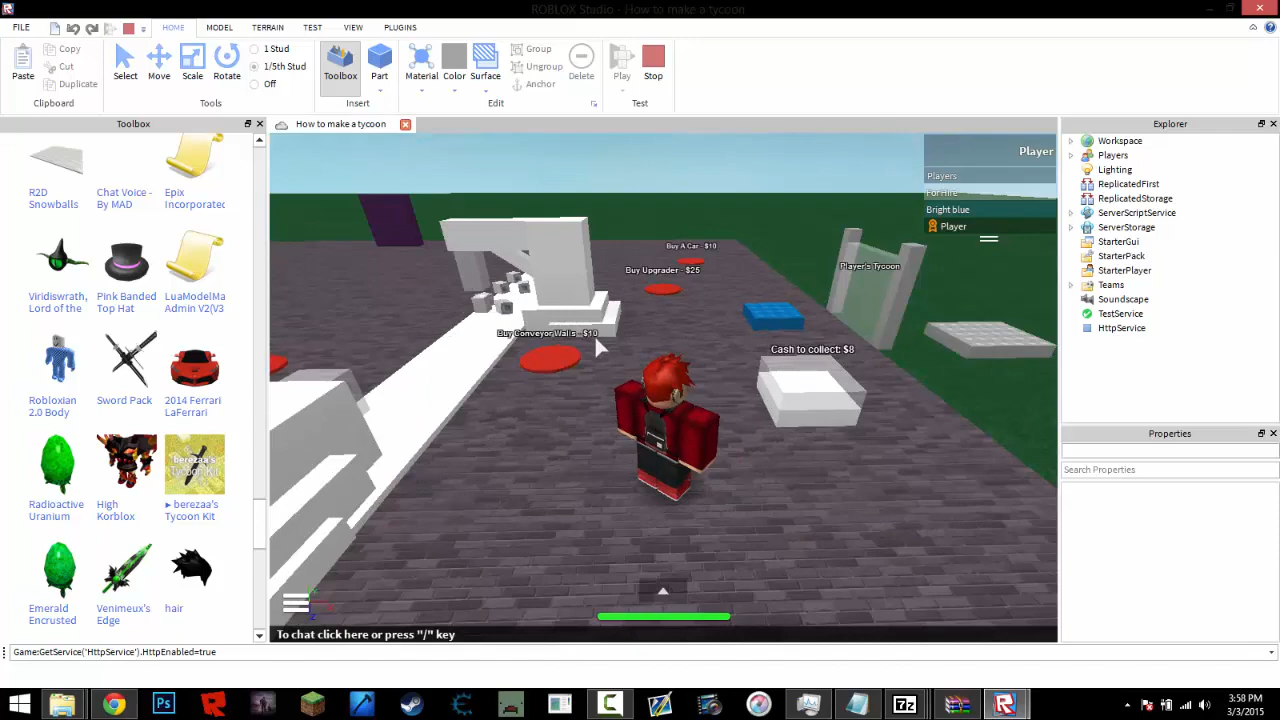 ROBLOX Studio - How to make a tycoon
FILE
HOME
MODEL
TERRAIN
TEST
VIEW
PLUGINS
Paste
Copy
Cut
Duplicate
Clipboard
Select
Move
Scale
Rotate
1 Stud
1/5th Stud
Off
Tools
Toolbox
Part
Insert
Material
Color
Surface
Group
Ungroup
Anchor
Delete
Edit
Play
Stop
Test
Toolbox
How to make a tycoon
Explorer
R2D Snowballs
Chat Voice - By MAD
Epix Incorporated
Viridiswrath, Lord of the
Pink Banded Top Hat
LuaModelMa Admin V2(V3
Robloxian 2.0 Body
Sword Pack
2014 Ferrari LaFerrari
berezaa's Tycoon Kit
Radioactive Uranium
High Korblox
▸ berezaa's Tycoon Kit
Emerald Encrusted
Venimeux's Edge
hair
Player
Players
For Hire
Bright blue
Player
Buy A Car - $10
Buy Upgrader - $25
Player's Tycoon
Buy Conveyor Walls - $10
Cash to collect: $8
To chat click here or press "/" key
Workspace
Players
Lighting
ReplicatedFirst
ReplicatedStorage
ServerScriptService
ServerStorage
StarterGui
StarterPack
StarterPlayer
Teams
Soundscape
TestService
HttpService
Properties
Search Properties
Game:GetService('HttpService').HttpEnabled=true
Ps
7z
3:58 PM
3/3/2015